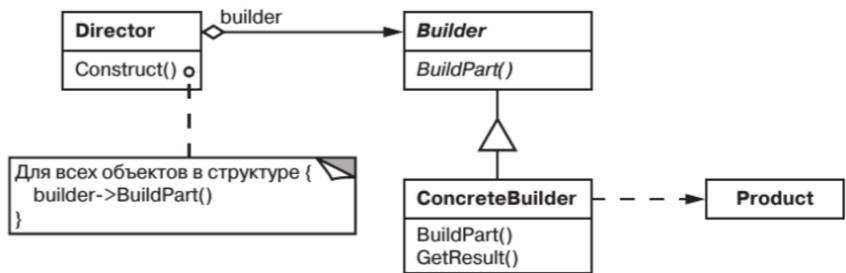 builder
Director
Construct()
Builder
BuildPart()
Для всех объектов в структуре {
builder->BuildPart()
}
ConcreteBuilder
BuildPart()
GetResult()
Product